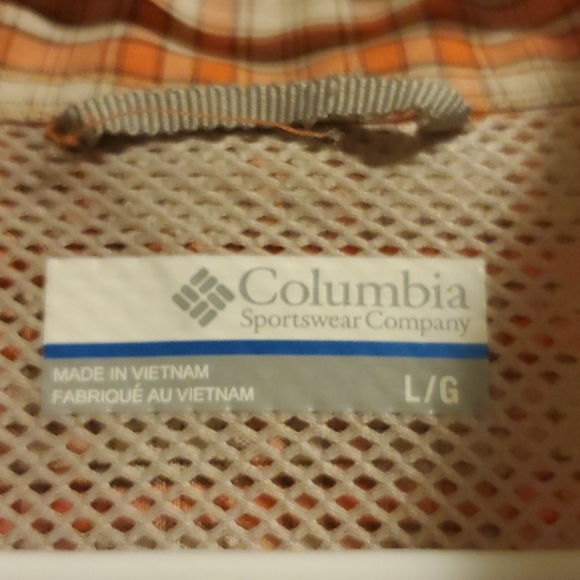 Columbia
Sportswear Company
MADE IN VIETNAM
FABRIQUÉ AU VIETNAM
L/G